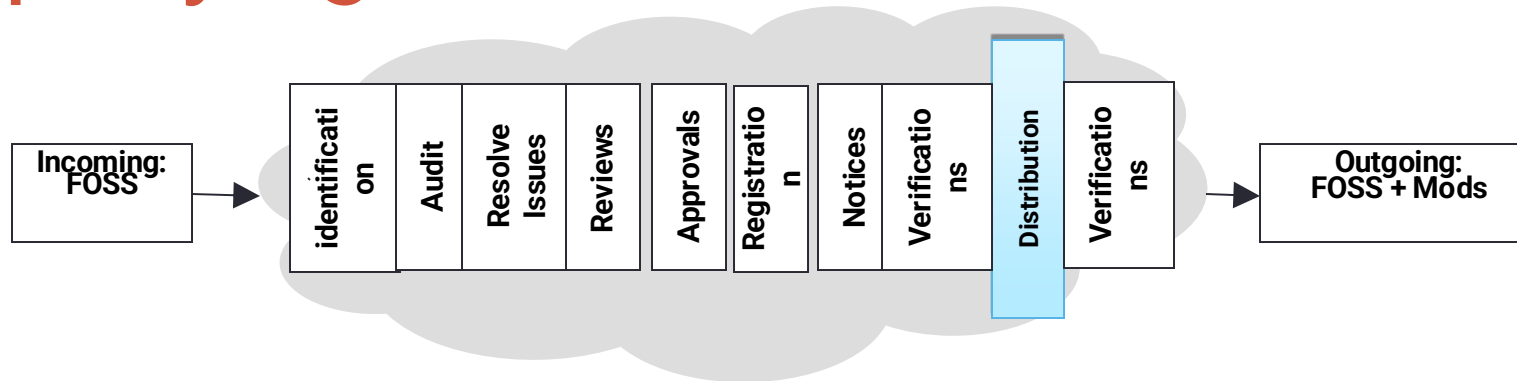 Incoming:
FOSS
identificati
on
Audit
Resolve
Issues
Reviews
Approvals
Registratio
n
Notices
Verificatio
ns
Distribution
Verificatio
ns
Outgoing:
FOSS + Mods